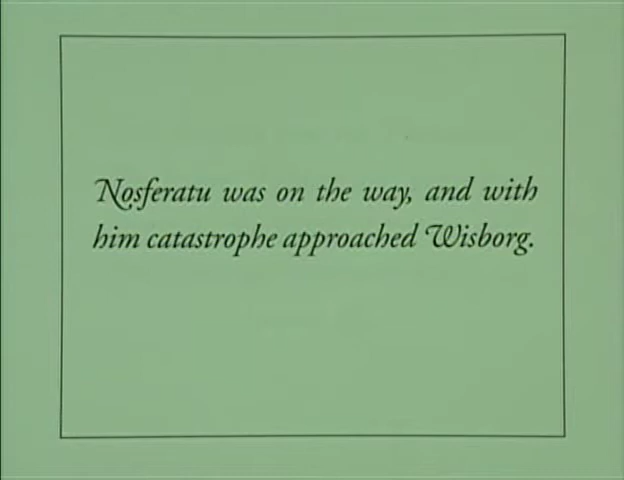 Nosferatu was on the way, and with
him catastrophe approached Wisborg.